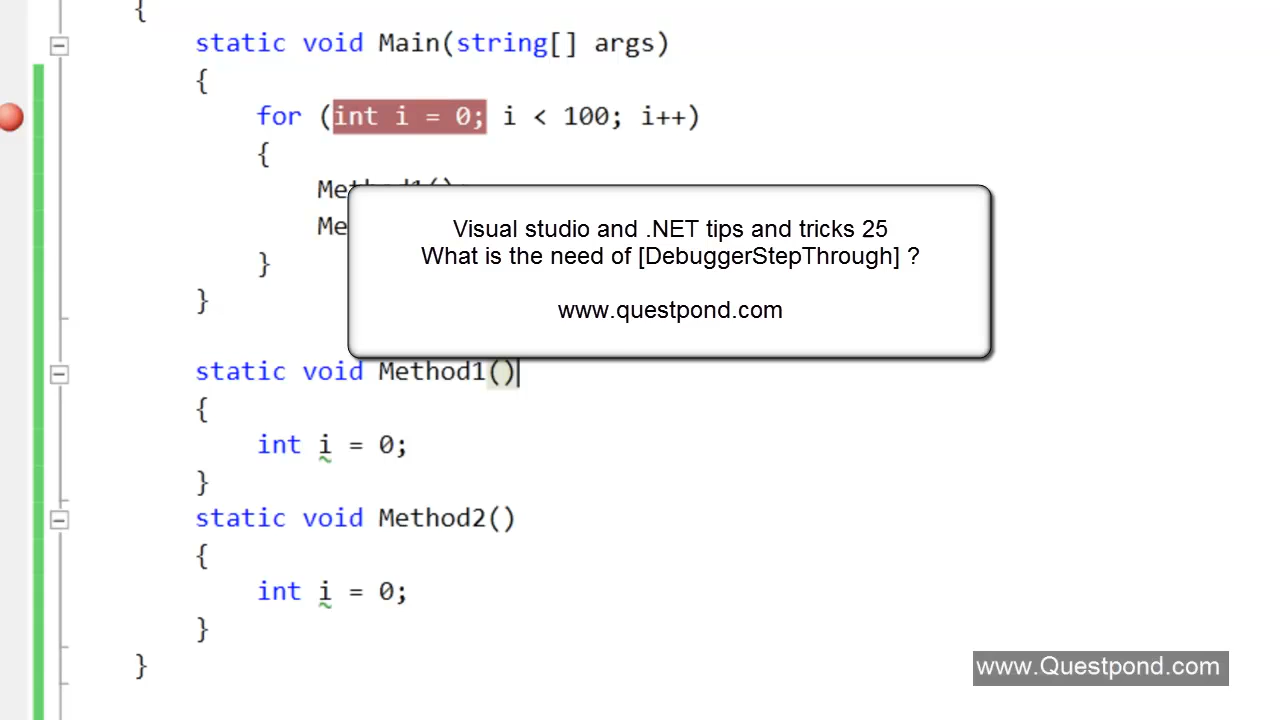 {
static void Main(string[] args)
{
for (int i = 0; i < 100; i++)
{
Visual studio and .NET tips and tricks 25
What is the need of [DebuggerStepThrough] ?
www.questpond.com
}
}
static void Method1()
{
int i = 0;
}
static void Method2()
{
int i = 0;
}
}
www.Questpond.com